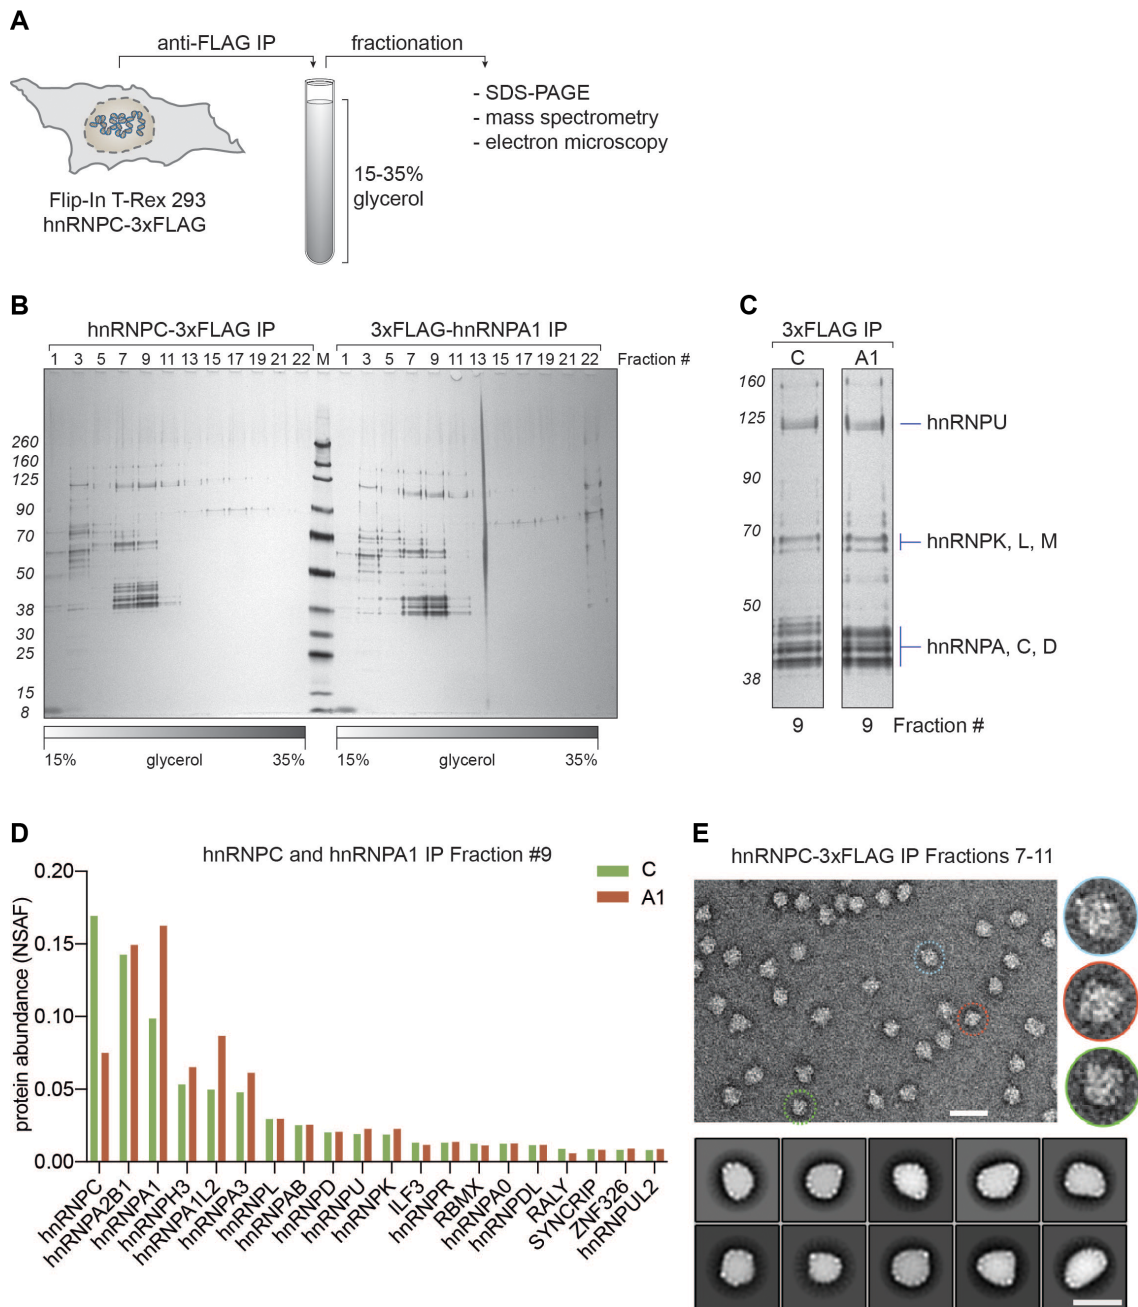 A
anti-FLAG IP
fractionation
- SDS-PAGE
- mass spectrometry
- electron microscopy
15-35%
glycerol
Flip-In T-Rex 293
hnRNPC-3xFLAG
B
hnRNPC-3xFLAG IP
3xFLAG-hnRNPA1 IP
1 3 5 7 9 11 13 15 17 19 21 22 M 1 3 5 7 9 11 13 15 17 19 21 22 Fraction #
260
160
125
90
70
50
38
30
25
15
8
15% glycerol 35%
15% glycerol 35%
C
3xFLAG IP
C A1
160
125
90
70
50
38
hnRNPU
hnRNPK, L, M
hnRNPA, C, D
9 9 Fraction #
D
hnRNPC and hnRNPA1 IP Fraction #9
C
A1
protein abundance (NSAF)
0.20
0.15
0.10
0.05
0.00
hnRNPC
hnRNPA2B1
hnRNPA1
hnRNPH3
hnRNPA1L2
hnRNPA3
hnRNPL
hnRNPAB
hnRNPD
hnRNPU
hnRNPK
ILF3
hnRNPR
RBMX
hnRNPA0
hnRNPDL
RALY
SYNCRIP
ZNF326
hnRNPUL2
E
hnRNPC-3xFLAG IP Fractions 7-11